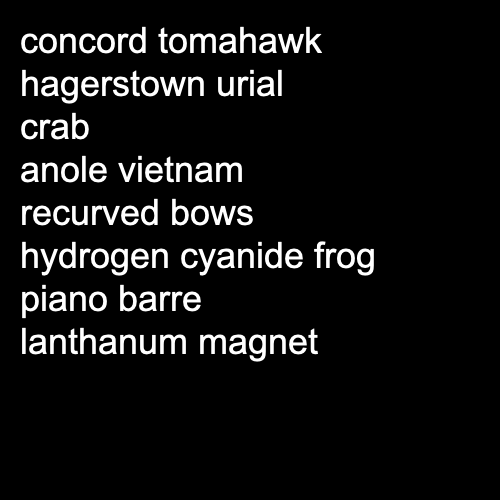 concord tomahawk
hagerstown urial
crab
anole vietnam
recurved bows
hydrogen cyanide frog
piano barre
lanthanum magnet